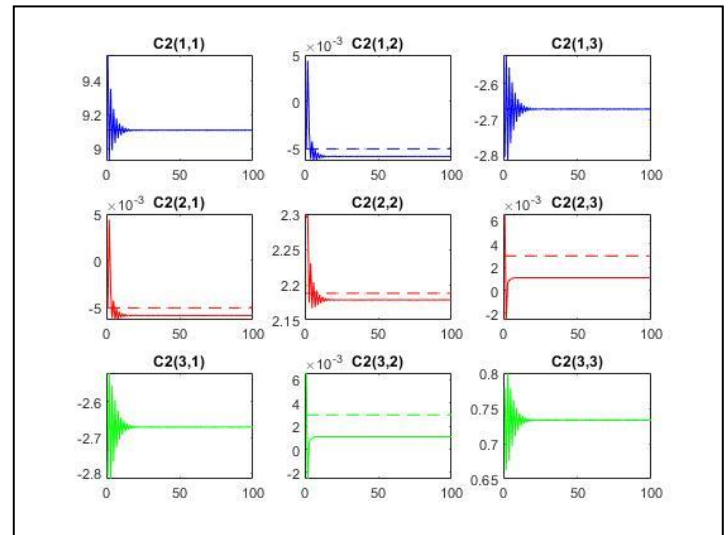 C2(1,1)
9.4
9.2
9
0 50 100
C2(1,2)
×10⁻³
5
0
-5
0 50 100
C2(1,3)
-2.6
-2.7
-2.8
0 50 100
C2(2,1)
×10⁻³
5
0
-5
0 50 100
C2(2,2)
2.3
2.25
2.2
2.15
0 50 100
C2(2,3)
×10⁻³
6
4
2
0
-2
0 50 100
C2(3,1)
-2.6
-2.7
-2.8
0 50 100
C2(3,2)
×10⁻³
6
4
2
0
-2
0 50 100
C2(3,3)
0.8
0.75
0.7
0.65
0 50 100